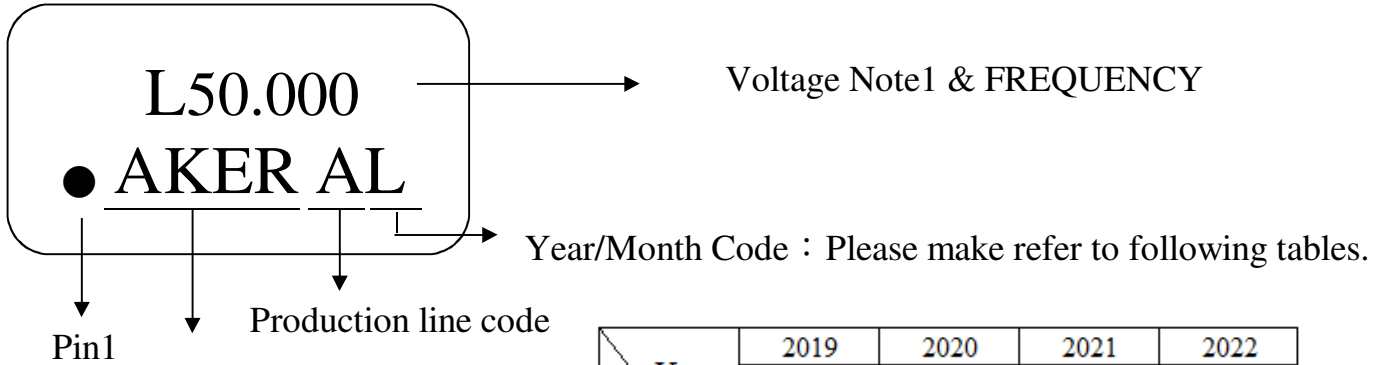 L50.000
Voltage Note1 & FREQUENCY
● AKER AL
Year/Month Code：Please make refer to following tables.
Production line code
Pin1
2019 2020 2021 2022